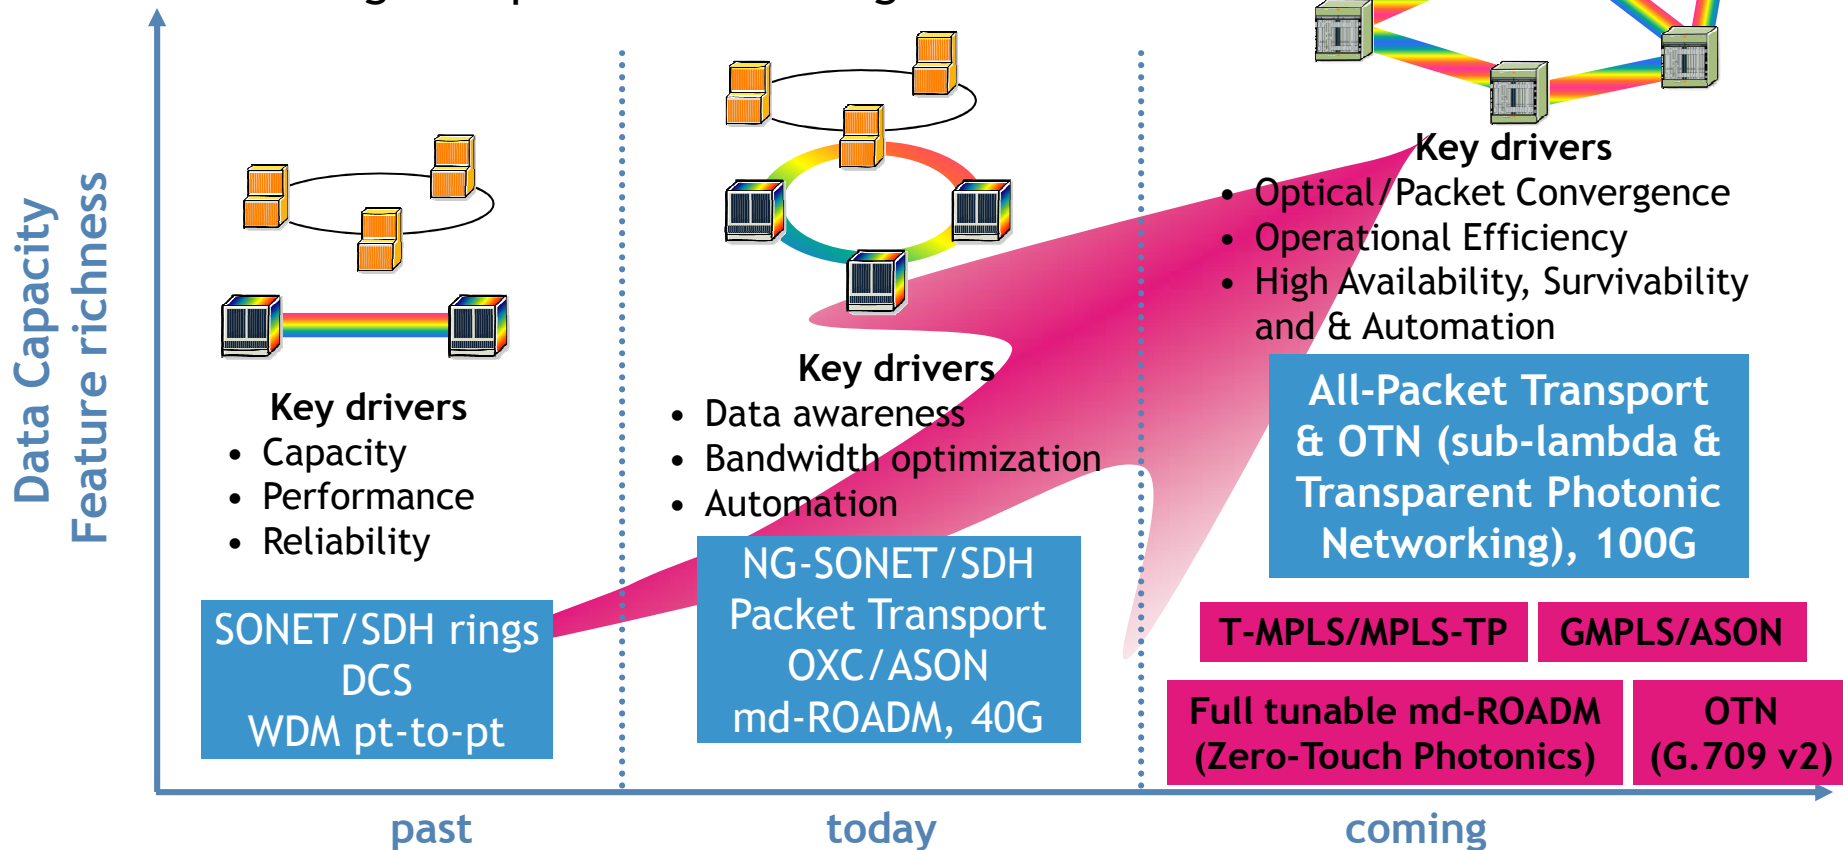 Data Capacity
Feature richness
Key drivers
• Capacity
• Performance
• Reliability
SONET/SDH rings
DCS
WDM pt-to-pt
past
Key drivers
• Data awareness
• Bandwidth optimization
• Automation
NG-SONET/SDH
Packet Transport
OXC/ASON
md-ROADM, 40G
today
Key drivers
• Optical/Packet Convergence
• Operational Efficiency
• High Availability, Survivability
and & Automation
All-Packet Transport
& OTN (sub-lambda &
Transparent Photonic
Networking), 100G
T-MPLS/MPLS-TP
GMPLS/ASON
Full tunable md-ROADM
(Zero-Touch Photonics)
OTN
(G.709 v2)
coming